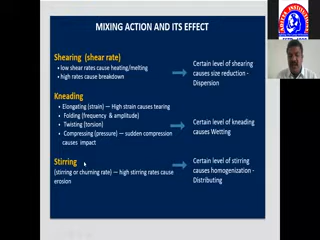 MIXING ACTION AND ITS EFFECT
Shearing (shear rate)
• low shear rates cause heating/melting
• high rates cause breakdown
Certain level of shearing
causes size reduction -
Dispersion
Kneading
• Elongating (strain) — High strain causes tearing
• Folding (frequency & amplitude)
• Twisting (torsion)
• Compressing (pressure) — sudden compression
causes impact
Certain level of kneading
causes Wetting
Stirring
(stirring or churning rate) — high stirring rates cause
erosion
Certain level of stirring
causes homogenization -
Distributing